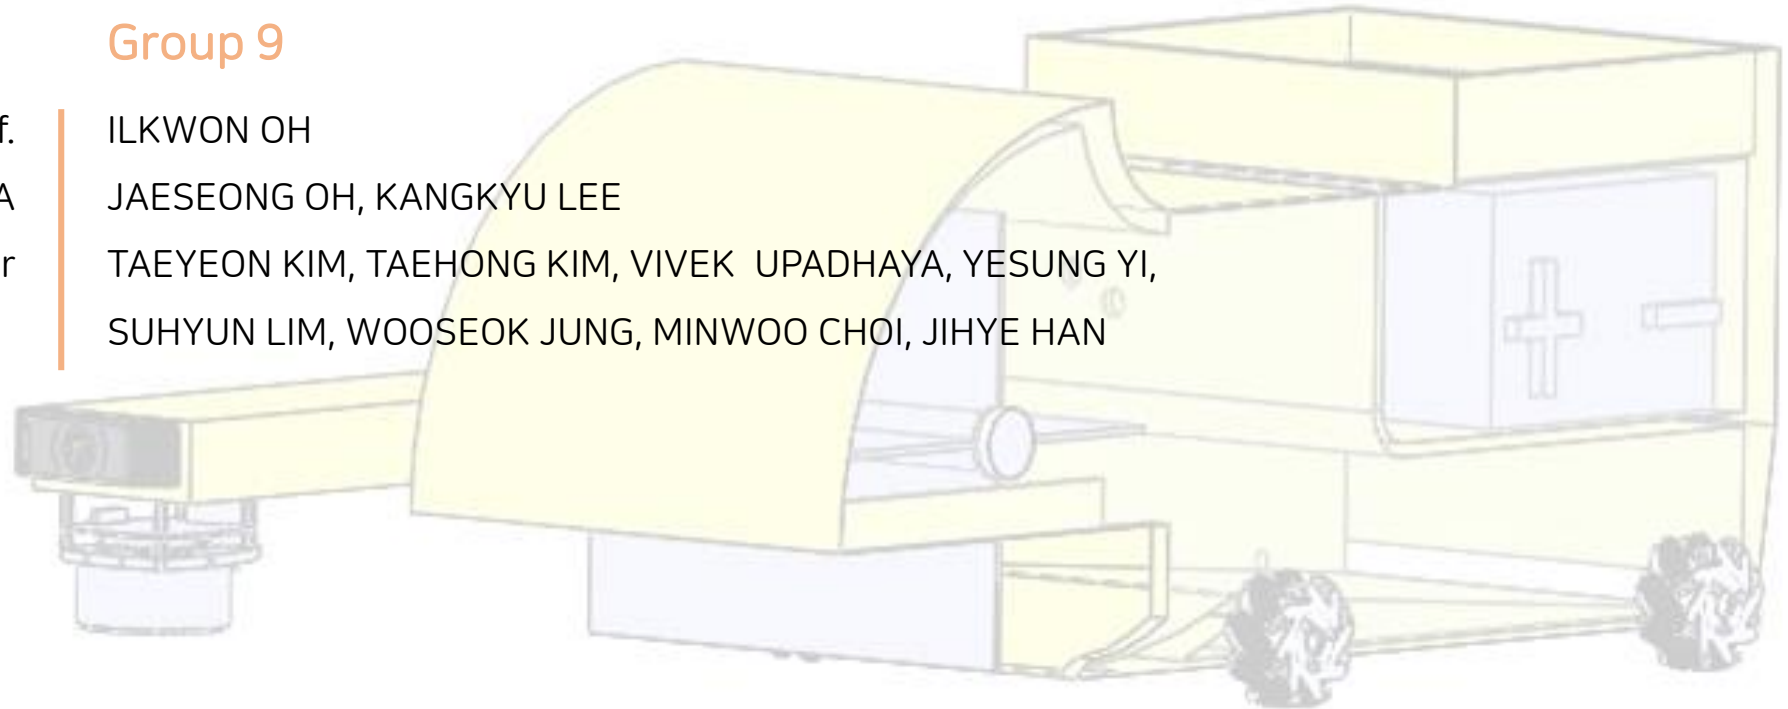 Group 9
f. ILKWON OH
A JAESEONG OH, KANGKYU LEE
r TAEYEON KIM, TAEHONG KIM, VIVEK UPADHAYA, YESUNG YI,
SUHYUN LIM, WOOSEOK JUNG, MINWOO CHOI, JIHYE HAN